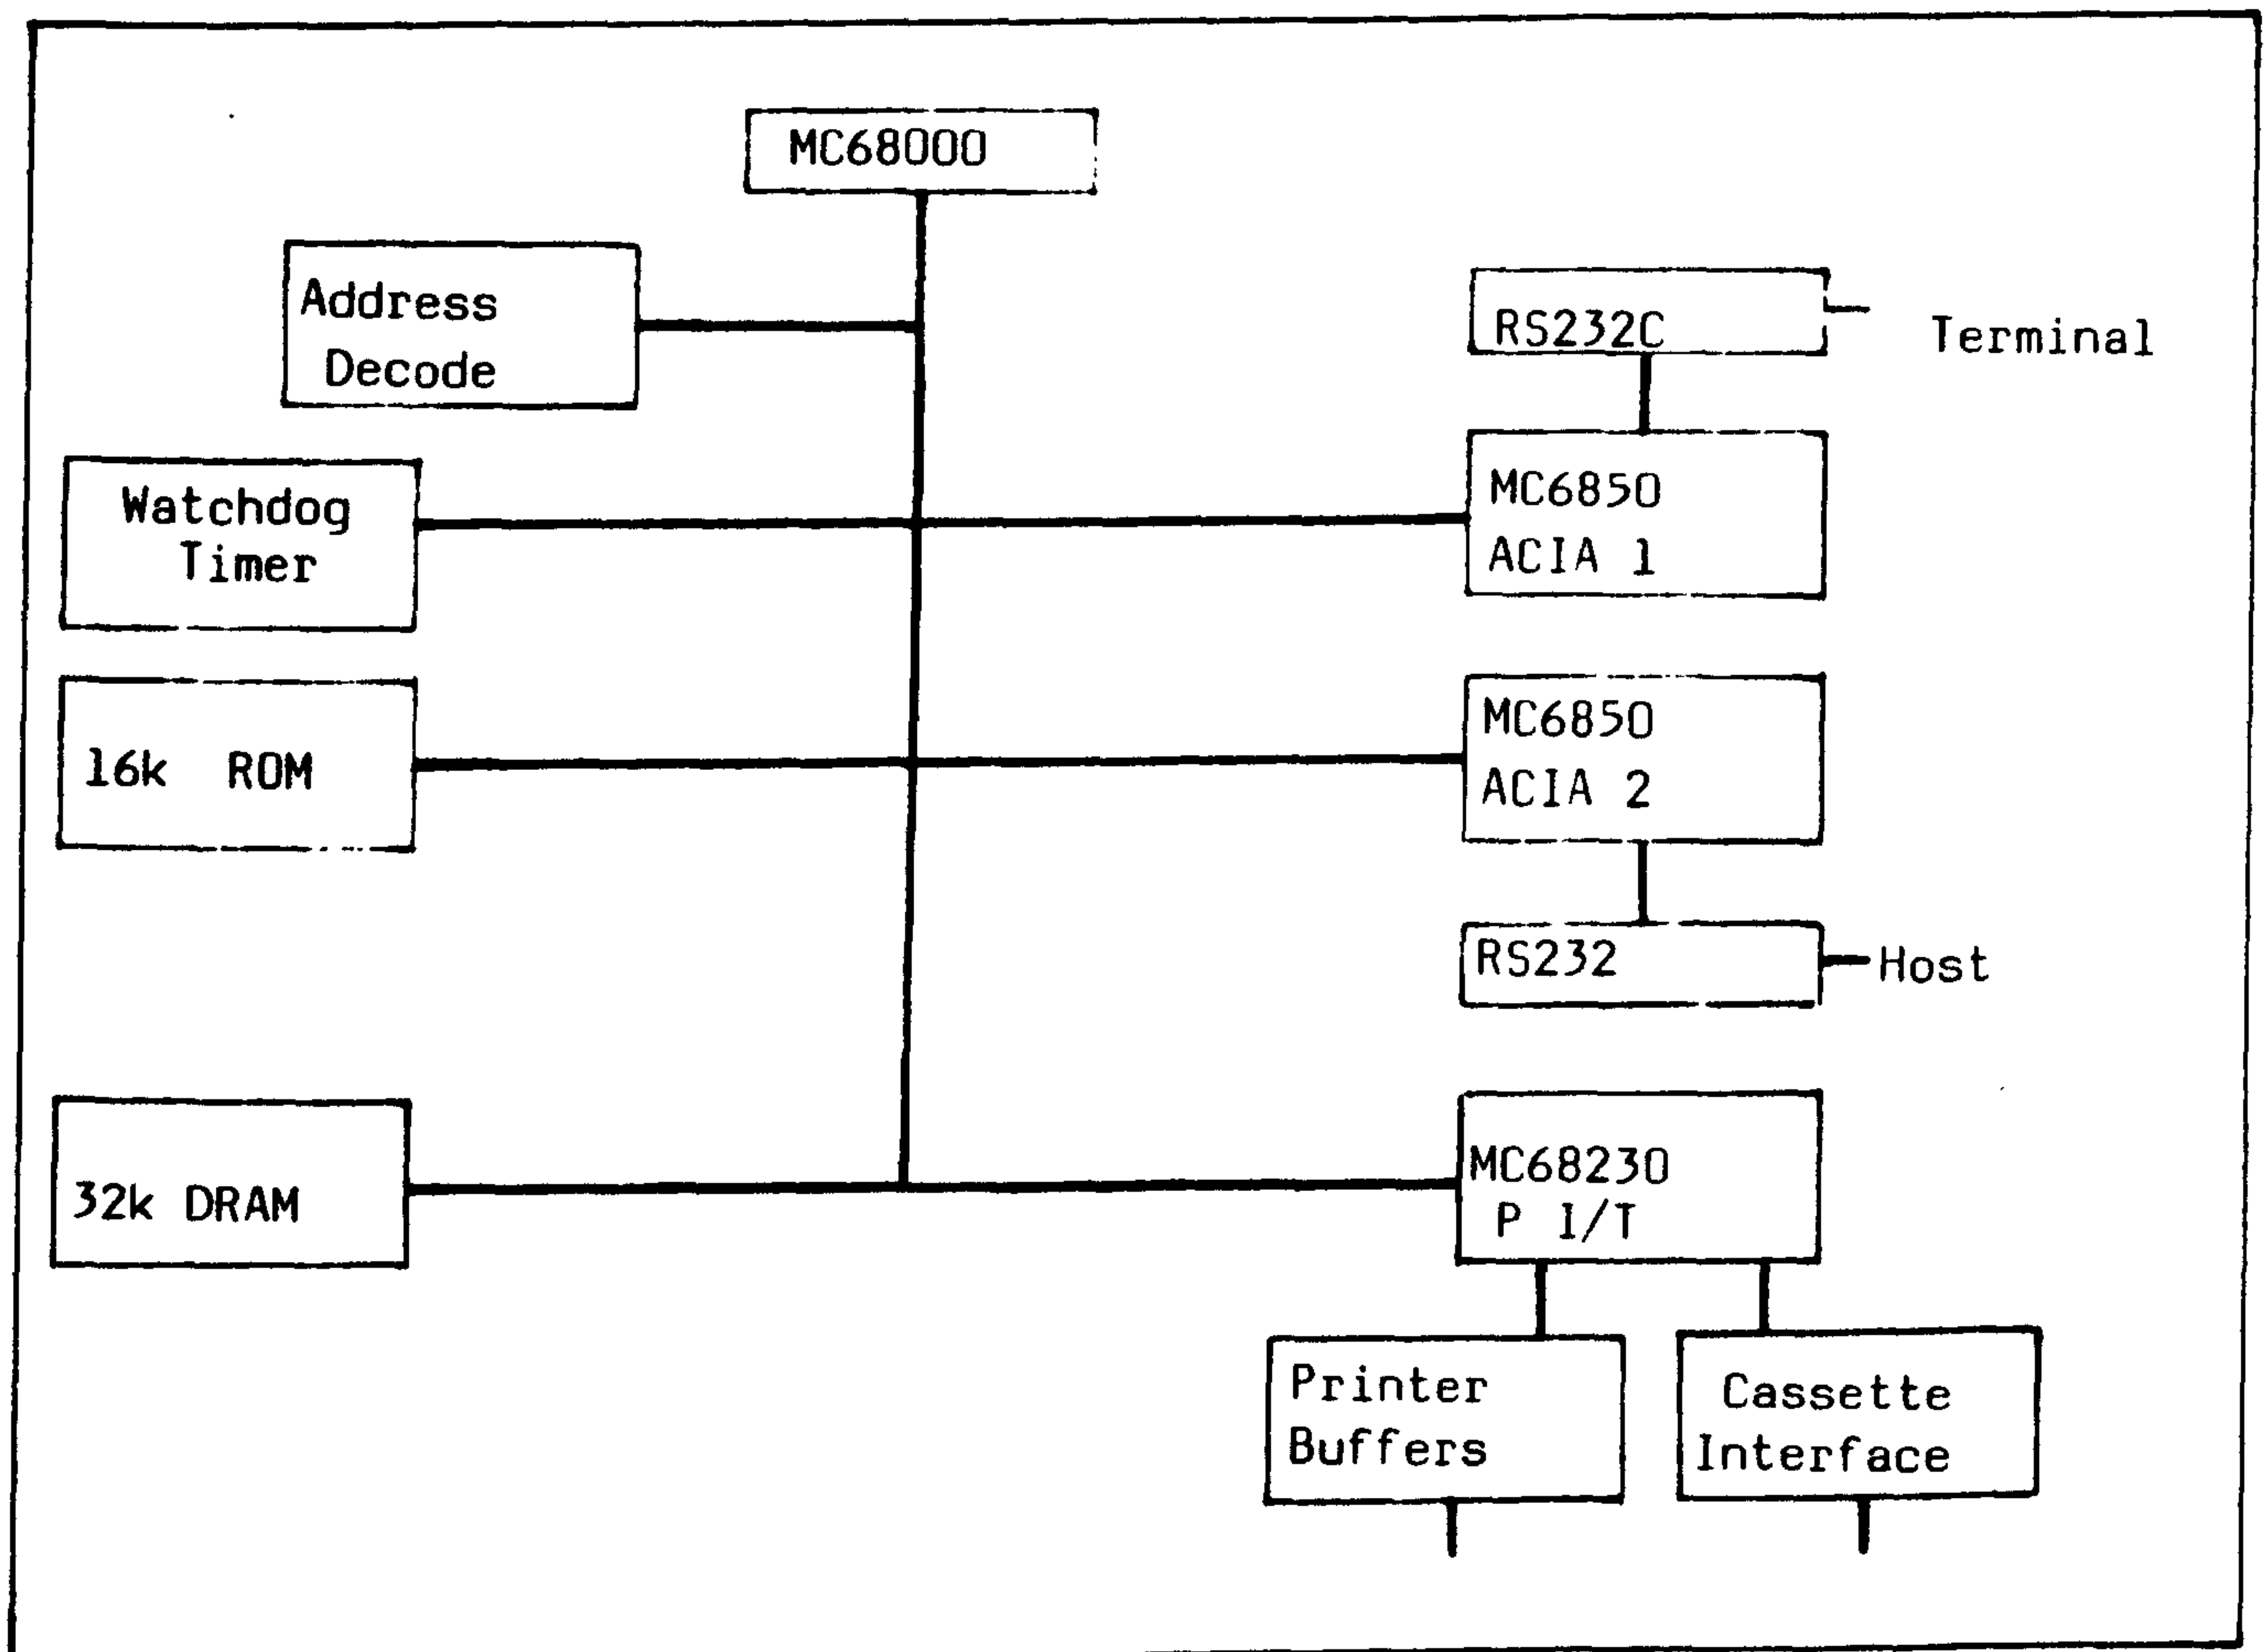 MC68000
Address
Decode
RS232C
Terminal
Watchdog
Timer
MC6850
ACIA 1
16k ROM
MC6850
ACIA 2
RS232
Host
32k DRAM
MC68230
P I/T
Printer
Buffers
Cassette
Interface